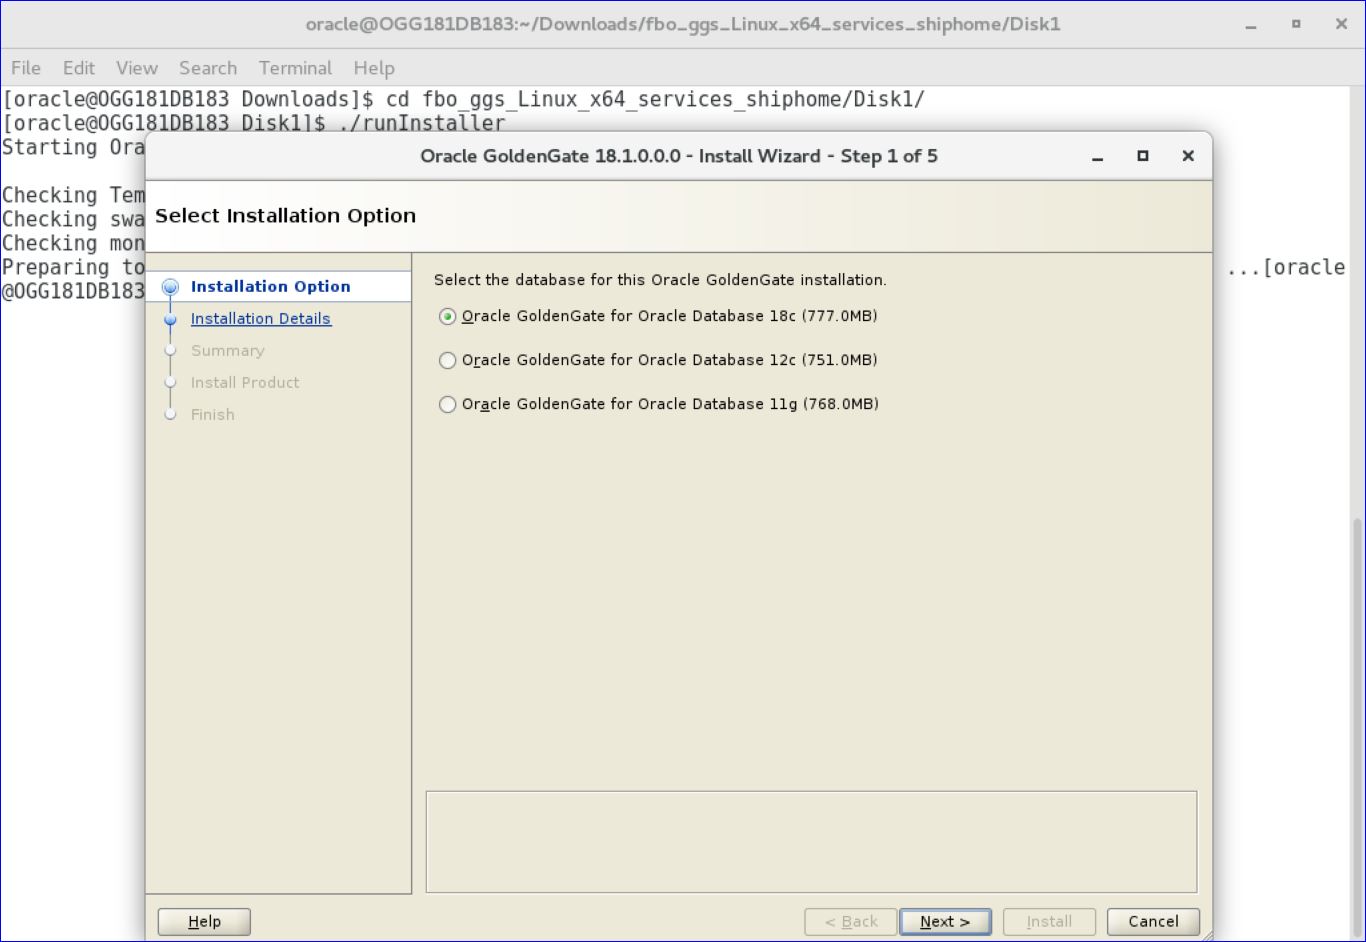 oracle@OGG181DB183:~/Downloads/fbo_ggs_Linux_x64_services_shiphome/Disk1
File Edit View Search Terminal Help
[oracle@OGG181DB183 Downloads]$ cd fbo_ggs_Linux_x64_services_shiphome/Disk1/
[oracle@OGG181DB183 Disk1]$ ./runInstaller
Starting Ora
Checking Tem
Checking swa
Checking mon
Preparing to ...[oracle
@OGG181DB183
Oracle GoldenGate 18.1.0.0.0 - Install Wizard - Step 1 of 5
Select Installation Option
Installation Option
Installation Details
Summary
Install Product
Finish
Select the database for this Oracle GoldenGate installation.
Oracle GoldenGate for Oracle Database 18c (777.0MB)
Oracle GoldenGate for Oracle Database 12c (751.0MB)
Oracle GoldenGate for Oracle Database 11g (768.0MB)
Help < Back Next > Install Cancel